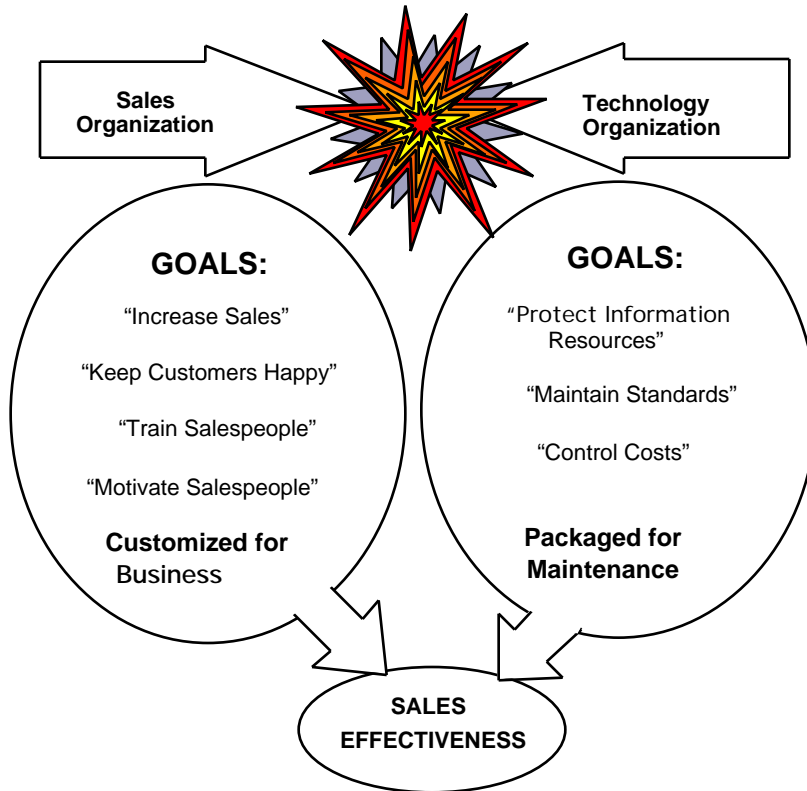 Sales
Organization
Technology
Organization
GOALS:
“Increase Sales”
“Keep Customers Happy”
“Train Salespeople”
“Motivate Salespeople”
Customized for
Business
GOALS:
“Protect Information
Resources”
“Maintain Standards”
“Control Costs”
Packaged for
Maintenance
SALES
EFFECTIVENESS